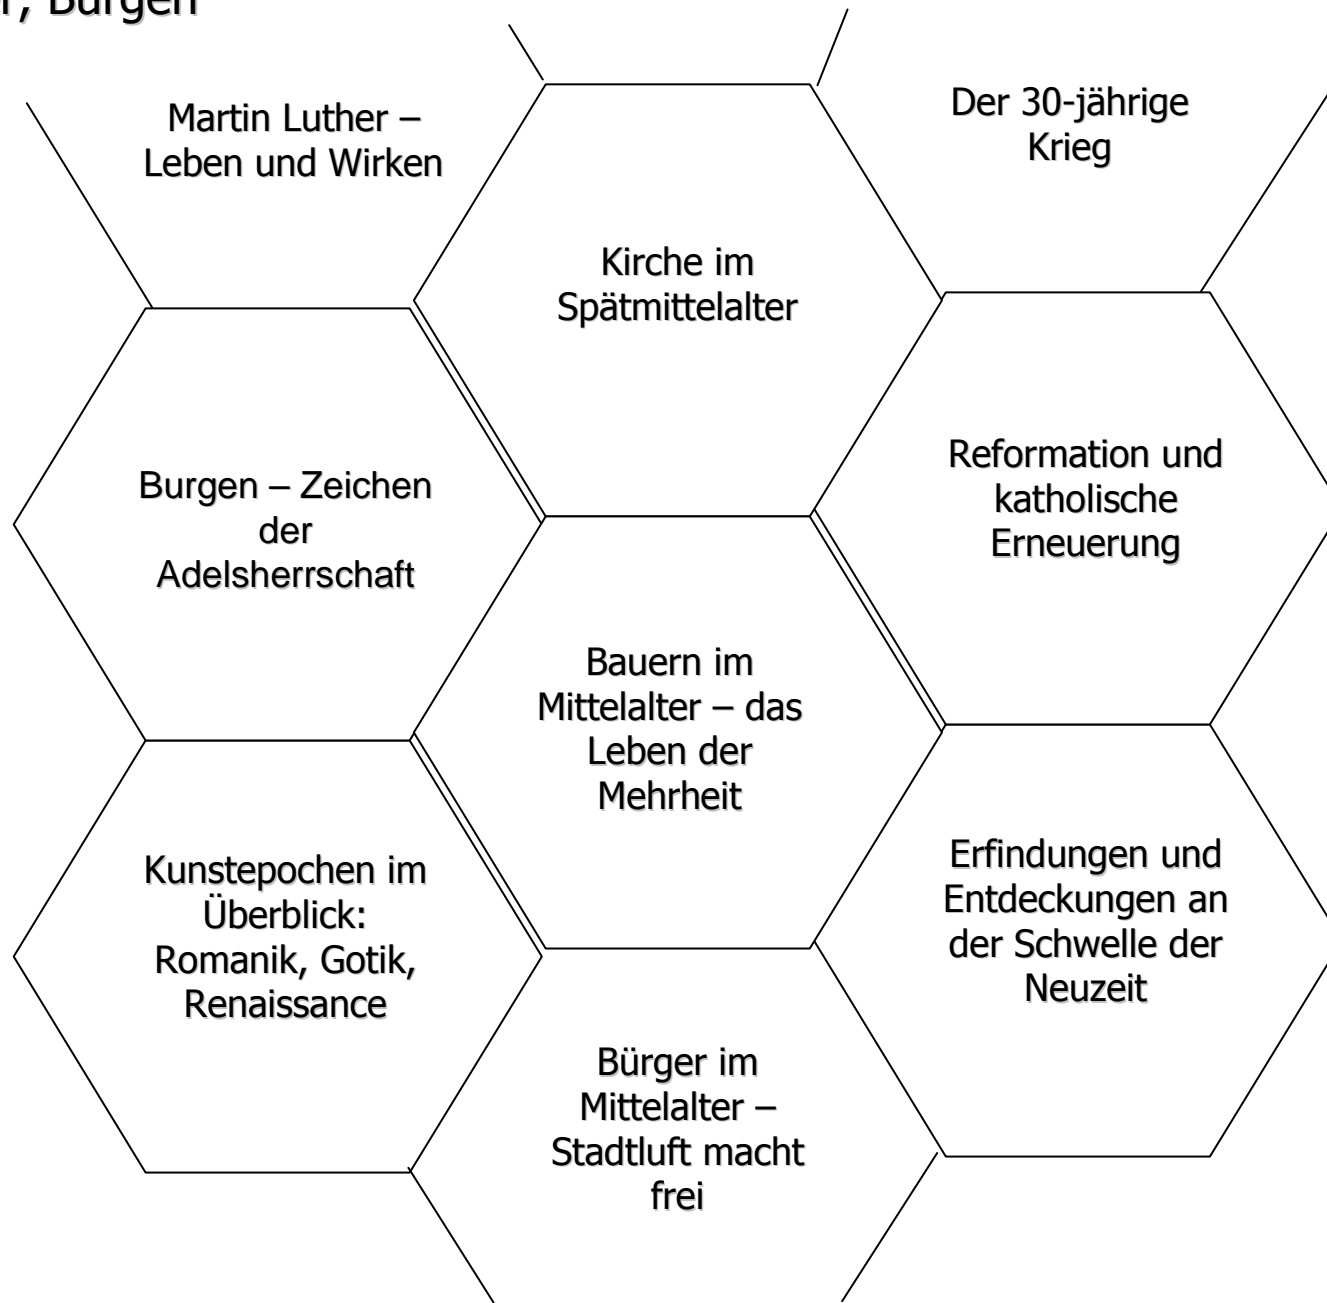 Burgen
Martin Luther –
Leben und Wirken
Der 30-jährige
Krieg
Kirche im
Spätmittelalter
Burgen – Zeichen
der
Adelsherrschaft
Reformation und
katholische
Erneuerung
Bauern im
Mittelalter – das
Leben der
Mehrheit
Kunstepochen im
Überblick:
Romanik, Gotik,
Renaissance
Erfindungen und
Entdeckungen an
der Schwelle der
Neuzeit
Bürger im
Mittelalter –
Stadtluft macht
frei